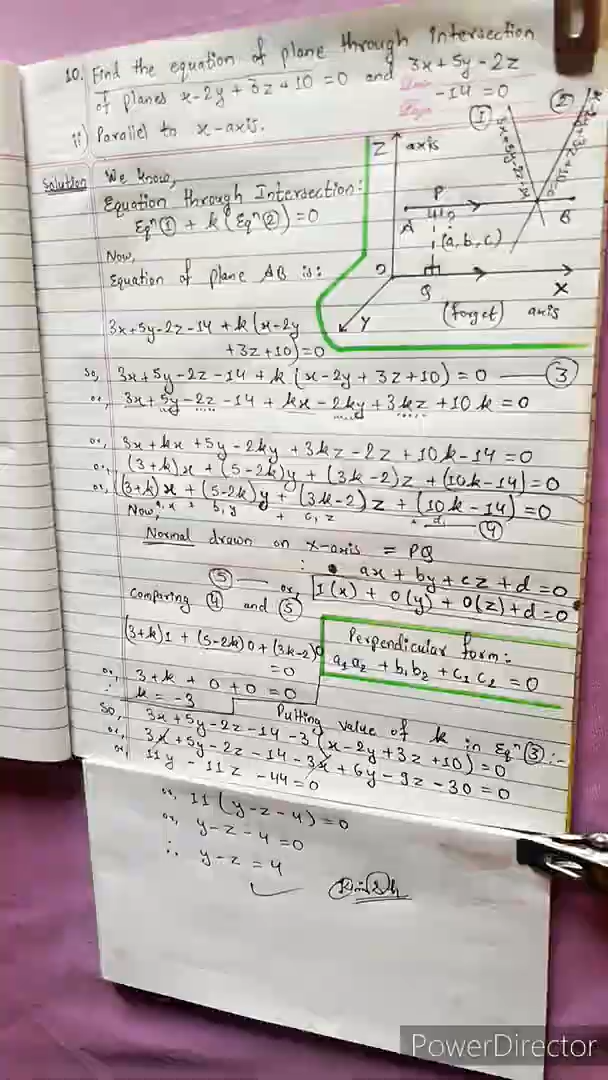 10. Find the equation of plane through intersection
of planes x-2y+3z+10=0 and 3x+5y-2z
-14=0
ii) Parallel to x-axis.
Solution We know,
Equation through Intersection:
Eqⁿ① + k(Eqⁿ②)=0
Now,
Equation of plane AB is:
3x+5y-2z-14+k(x-2y
+3z+10)=0
Z axis
① ②
P
A B
(a,b,c)
O
Q X
(foot) axis
Y
So, 3x+5y-2z-14+k(x-2y+3z+10)=0 — ③
or, 3x+5y-2z-14+kx-2ky+3kz+10k=0
or, 3x+kx+5y-2ky+3kz-2z+10k-14=0
or, (3+k)x+(5-2k)y+(3k-2)z+(10k-14)=0
or, (3+k)x+(5-2k)y+(3k-2)z+(10k-14)=0
④
Now,
Normal drawn on x-axis = PQ
: ax+by+cz+d=0
⑤ — or, 1(x)+0(y)+0(z)+d=0
Comparing ④ and ⑤
(3+k)1+(5-2k)0+(3k-2)0
=0
Perpendicular form:-
a₁a₂+b₁b₂+c₁c₂=0
or, 3+k+0+0=0
∴ k=-3
Putting value of k in Eqⁿ③:-
So, 3x+5y-2z-14-3(x-2y+3z+10)=0
or, 3x+5y-2z-14-3x+6y-9z-30=0
or 11y-11z-44=0
or, 11(y-z-4)=0
or, y-z-4=0
∴ y-z=4
PowerDirector